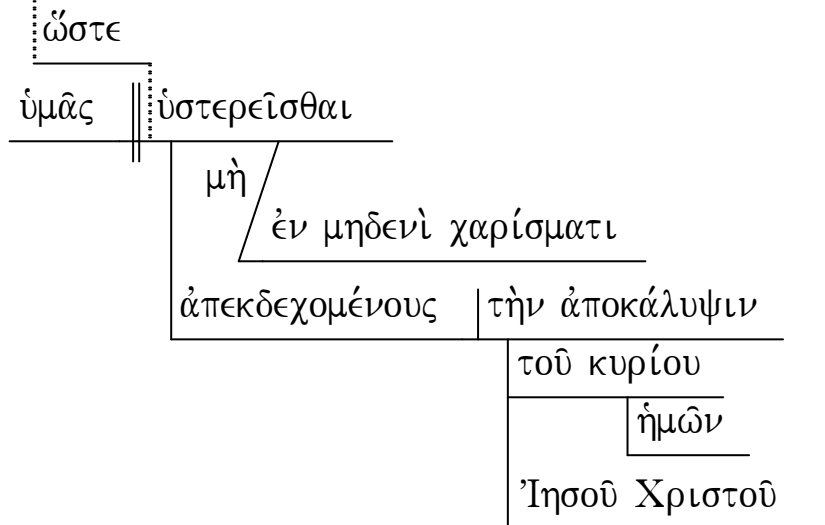 ὥστε
ὑμᾶς ὑστερεῖσθαι
μὴ
ἐν μηδενὶ χαρίσματι
ἀπεκδεχομένους τὴν ἀποκάλυψιν
τοῦ κυρίου
ἡμῶν
Ἰησοῦ Χριστοῦ